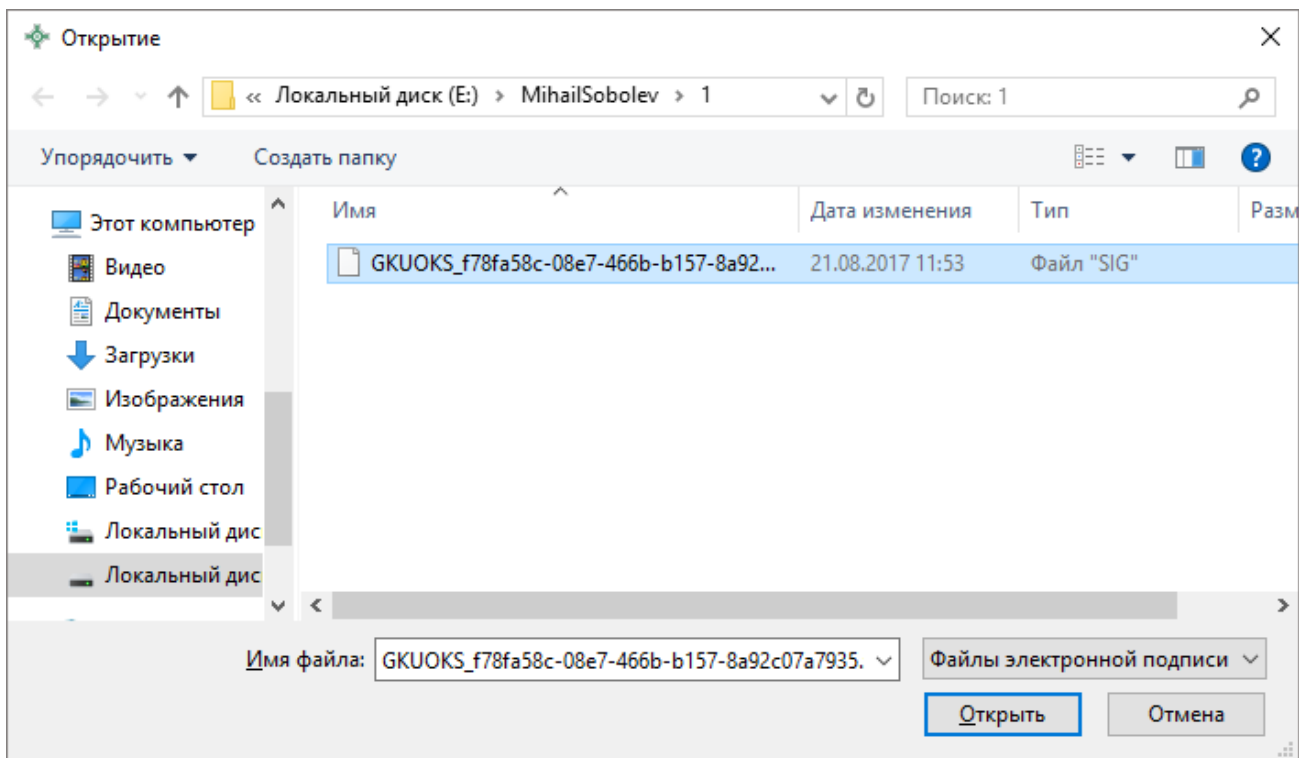 Открытие
« Локальный диск (E:) › MihailSobolev › 1
Поиск: 1
Упорядочить
Создать папку
Имя
Дата изменения
Тип
Разм
Этот компьютер
Видео
Документы
Загрузки
Изображения
Музыка
Рабочий стол
Локальный дис
Локальный дис
GKUOKS_f78fa58c-08e7-466b-b157-8a92... 21.08.2017 11:53 Файл "SIG"
Имя файла: GKUOKS_f78fa58c-08e7-466b-b157-8a92c07a7935. Файлы электронной подписи
Открыть
Отмена